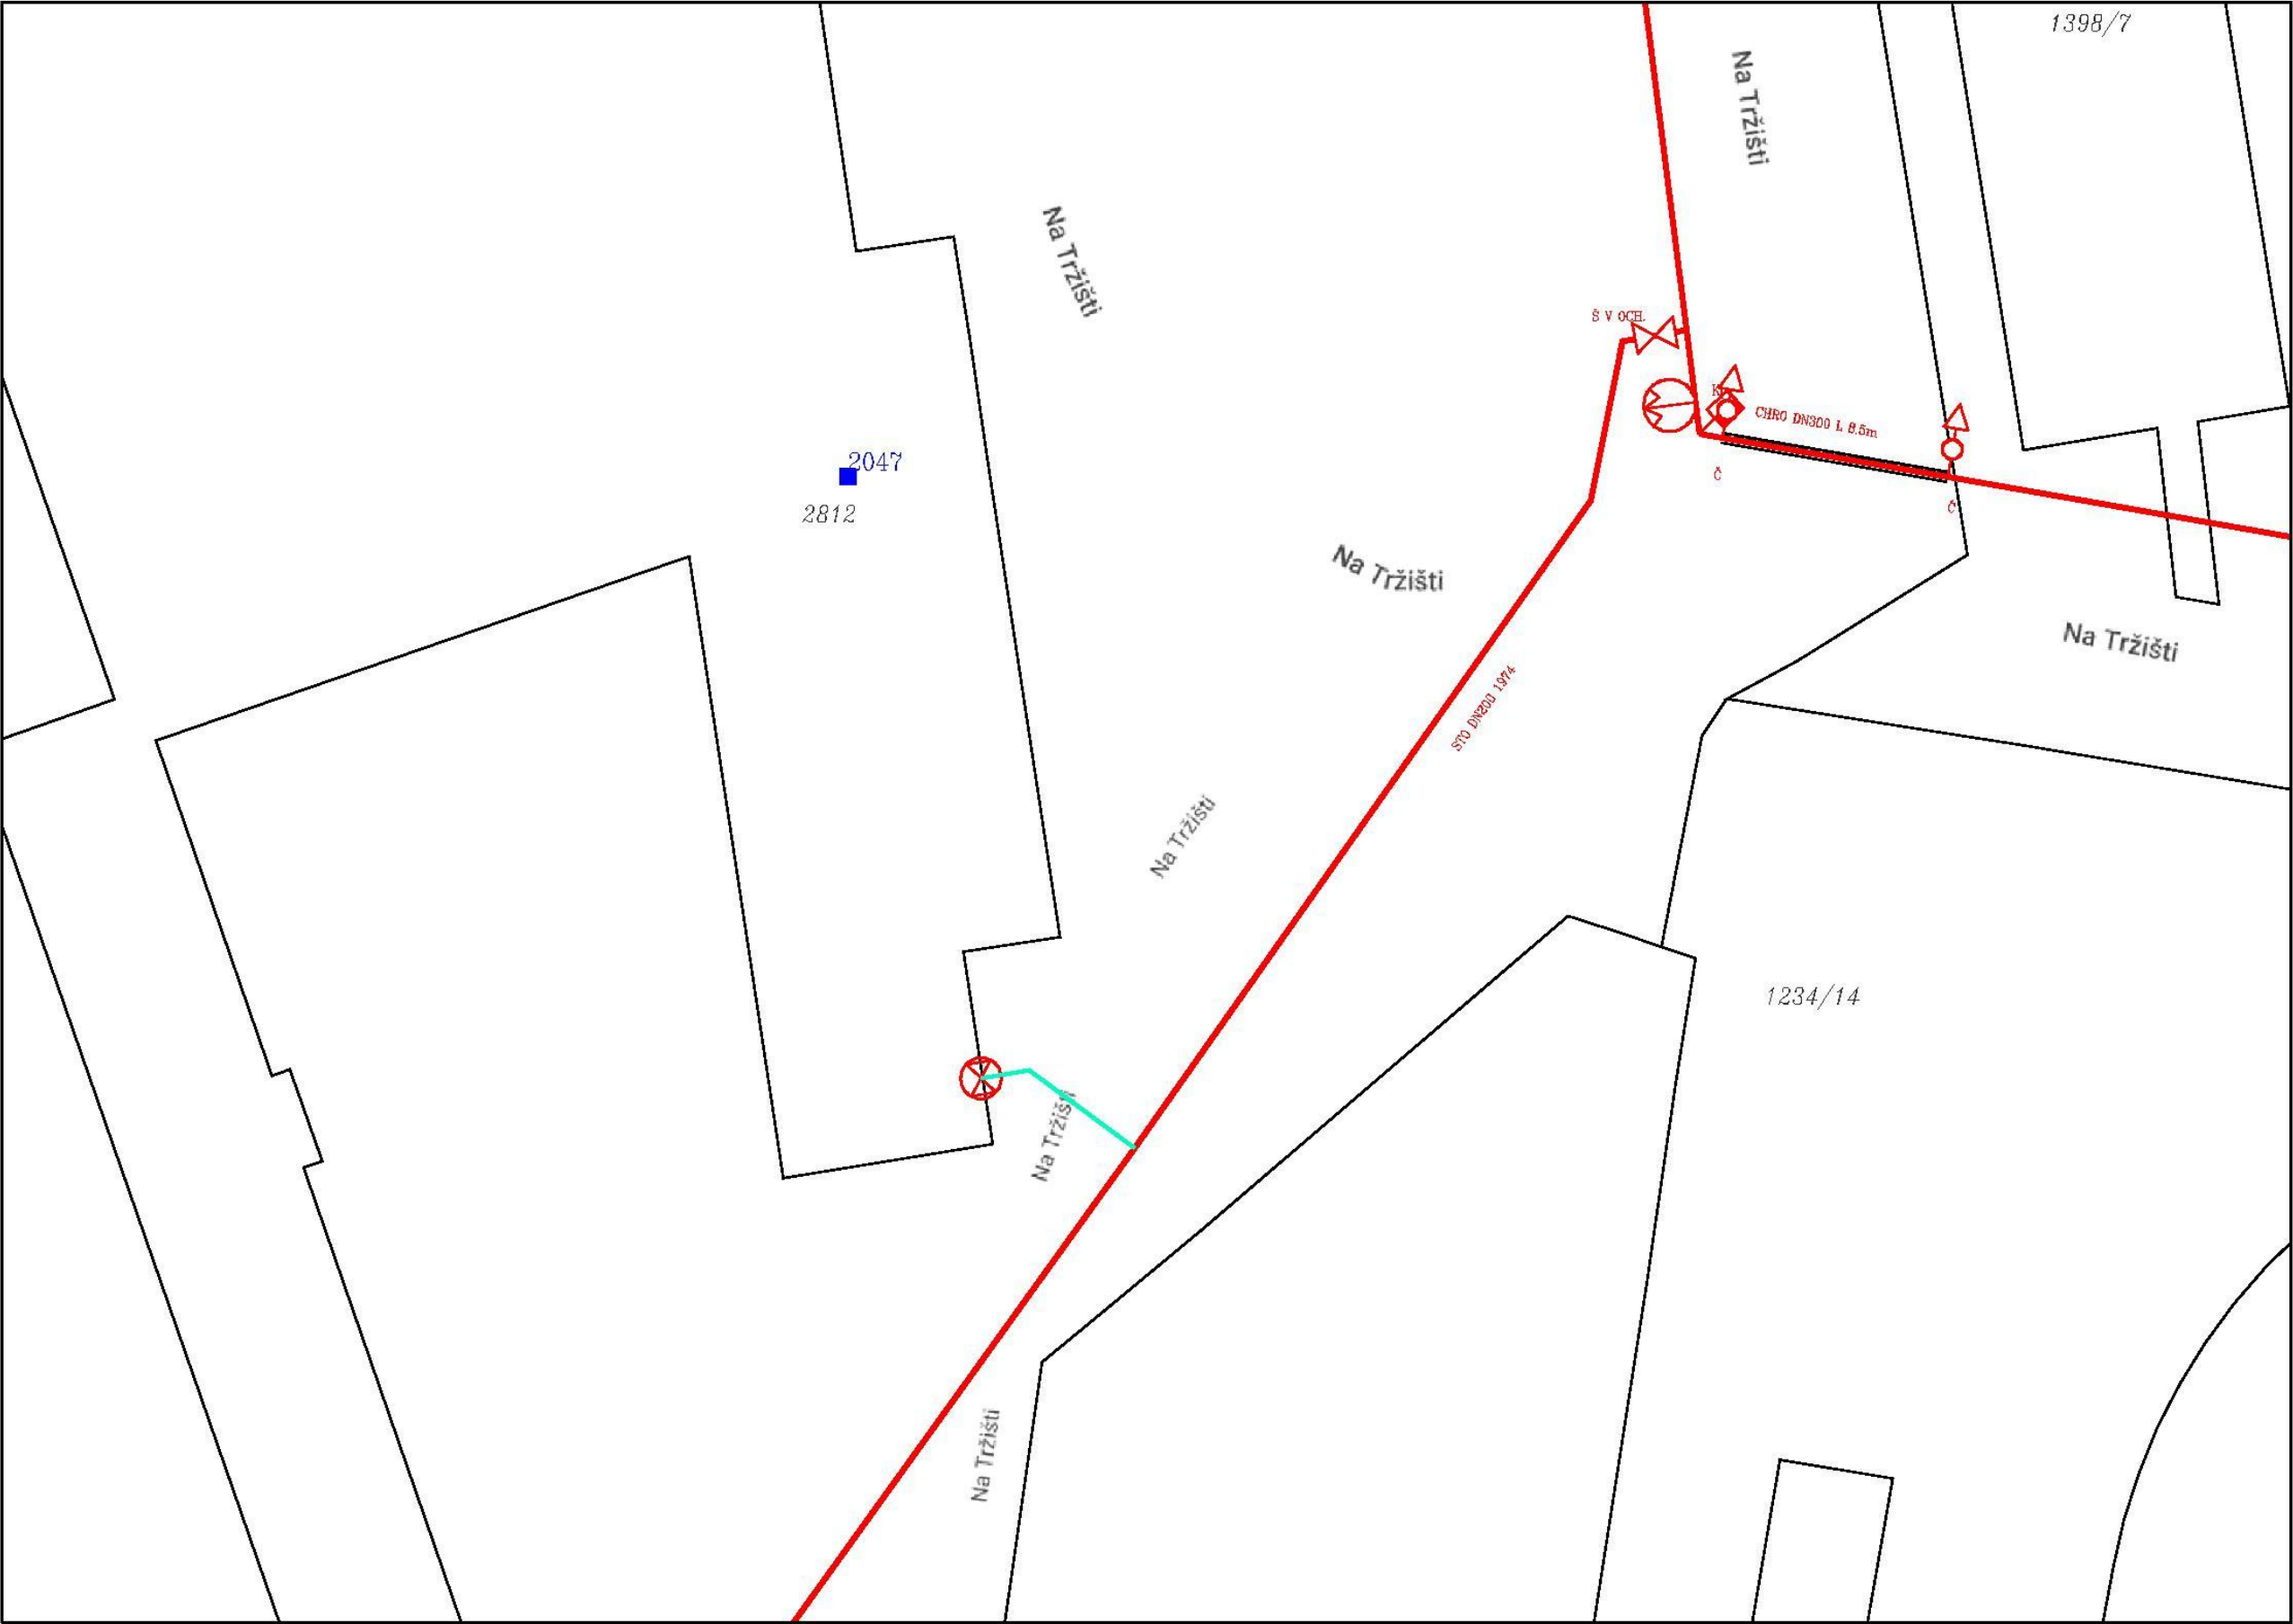 1398/7
Na Tržišti
Na Tržišti
Š V OCH.
K
CHRO DN300 L 8.5m
2047
Č
2812
Č
Na Tržišti
Na Tržišti
STO DN200 1974
Na Tržišti
1234/14
Na Tržišti
Na Tržišti